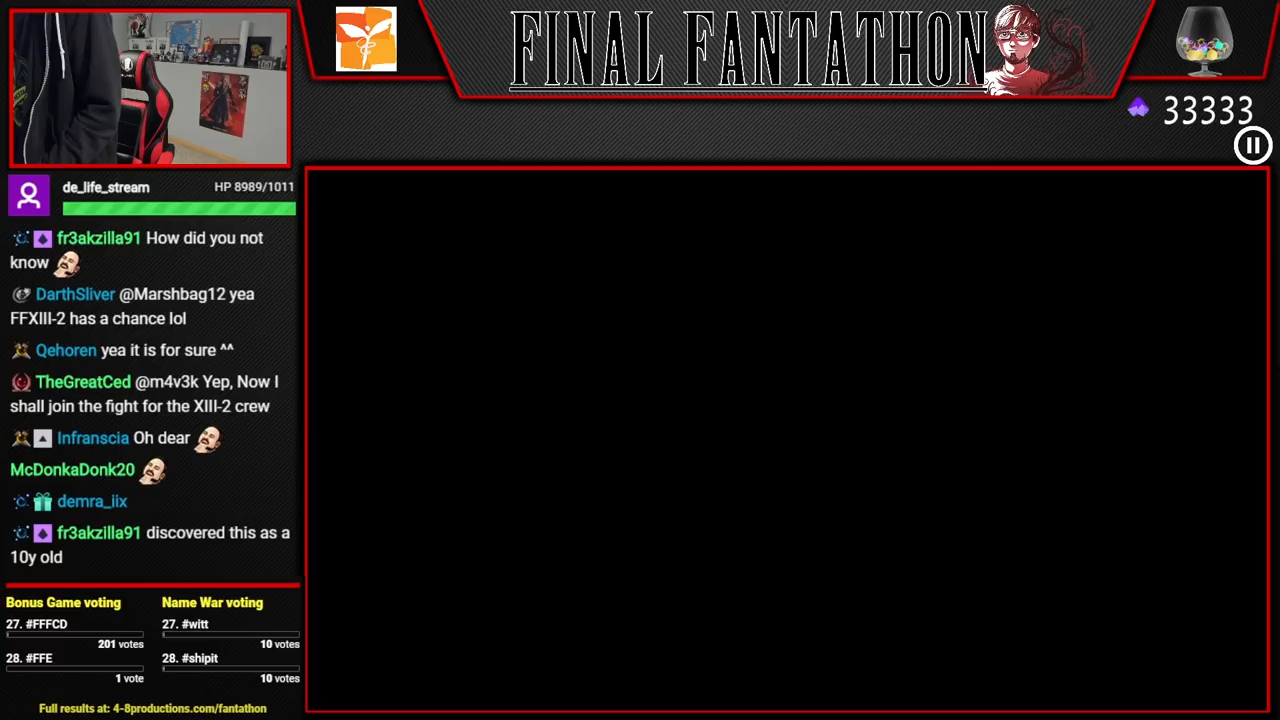 FINAL FANTATHON
33333
de_life_stream HP 8989/1011
fr3akzilla91 How did you not
know
DarthSliver @Marshbag12 yea
FFXIII-2 has a chance lol
Qehoren yea it is for sure ^^
TheGreatCed @m4v3k Yep, Now I
shall join the fight for the XIII-2 crew
Infranscia Oh dear
McDonkaDonk20
demra_iix
fr3akzilla91 discovered this as a
10y old
Bonus Game voting
27. #FFFCD
201 votes
28. #FFE
1 vote
Name War voting
27. #witt
10 votes
28. #shipit
10 votes
Full results at: 4-8productions.com/fantathon